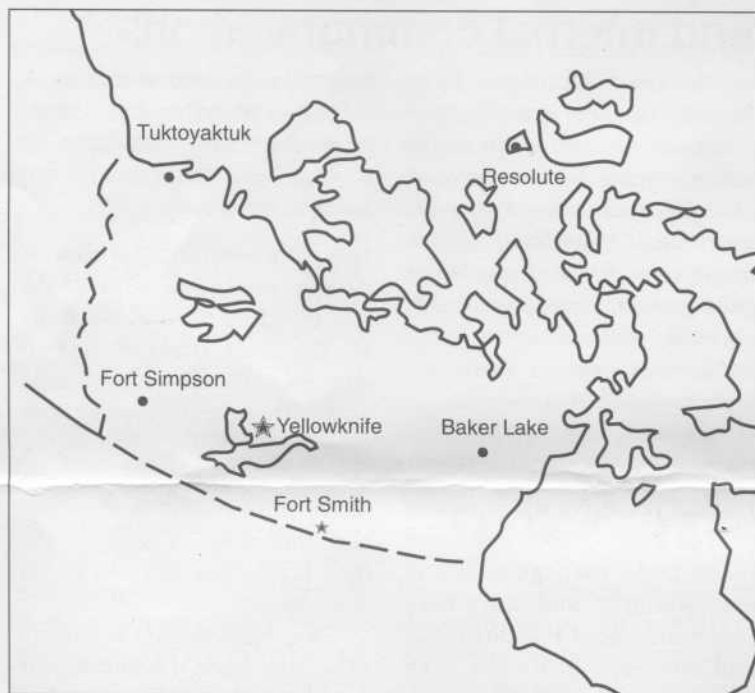 Tuktoyaktuk
Resolute
Fort Simpson
Yellowknife
Baker Lake
Fort Smith